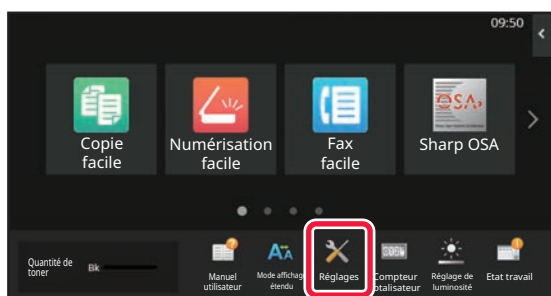 09:50
Copie
facile
Numérisation
facile
Fax
facile
OSA
Sharp OSA
Quantité de
toner
Bk
Manuel
utilisateur
Mode affichage
étendu
Réglages
Compteur
totalisateur
Réglage de
luminosité
Etat travail